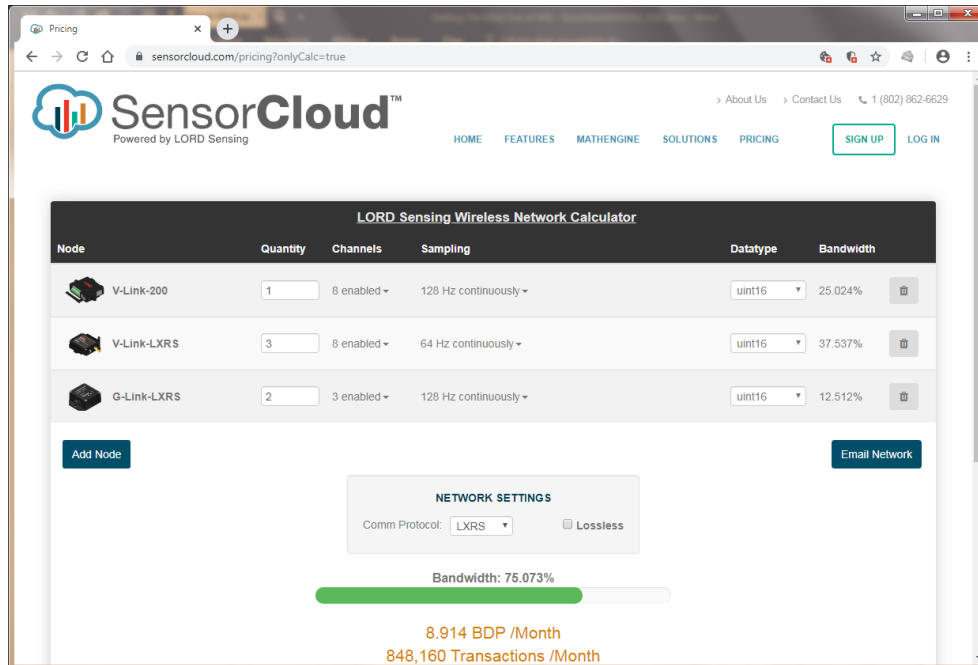 Pricing
sensorcloud.com/pricing?onlyCalc=true
SensorCloud™
Powered by LORD Sensing
> About Us > Contact Us 1 (802) 862-6629
HOME FEATURES MATHENGINE SOLUTIONS PRICING SIGN UP LOG IN
LORD Sensing Wireless Network Calculator
Node Quantity Channels Sampling Datatype Bandwidth
V-Link-200 1 8 enabled 128 Hz continuously uint16 25.024%
V-Link-LXRS 3 8 enabled 64 Hz continuously uint16 37.537%
G-Link-LXRS 2 3 enabled 128 Hz continuously uint16 12.512%
Add Node Email Network
NETWORK SETTINGS
Comm Protocol: LXRS Lossless
Bandwidth: 75.073%
8.914 BDP /Month
848,160 Transactions /Month